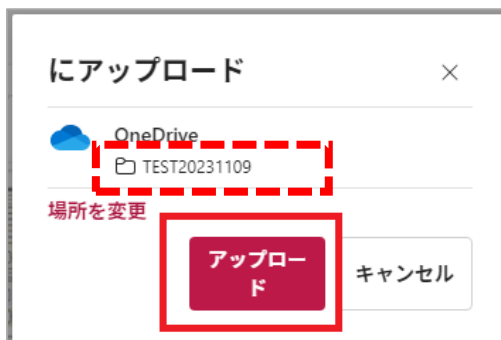 にアップロード
OneDrive
TEST20231109
場所を変更
アップロー
ド
キャンセル